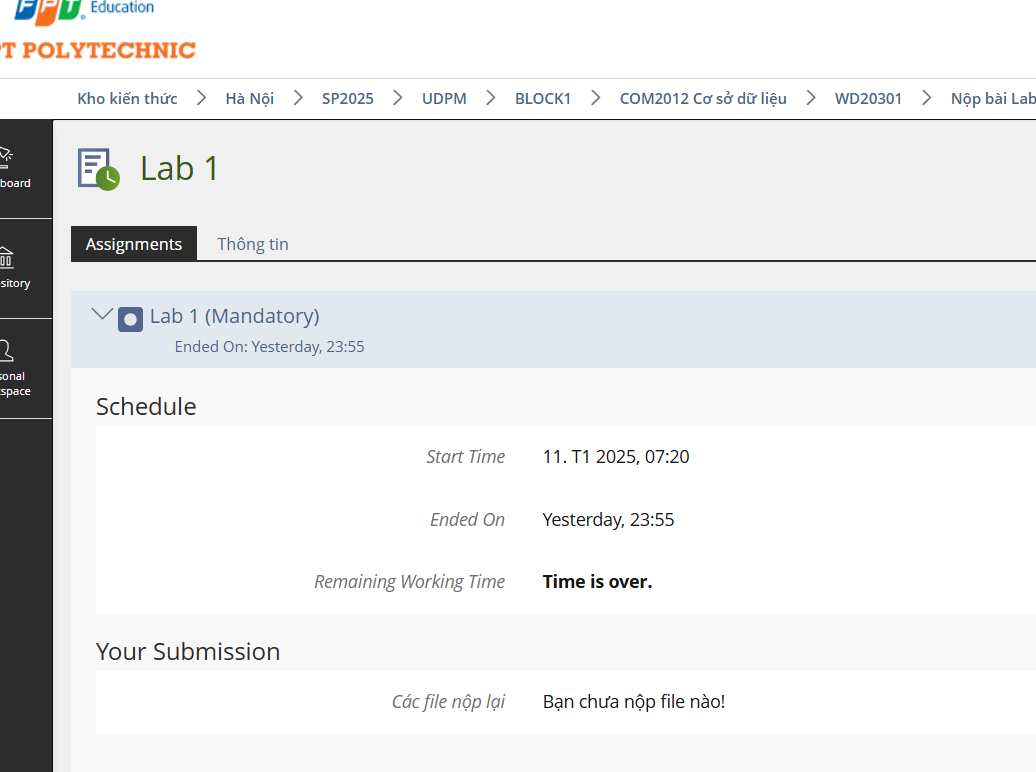 FPT Education
PT POLYTECHNIC
Kho kiến thức > Hà Nội > SP2025 > UDPM > BLOCK1 > COM2012 Cơ sở dữ liệu > WD20301 > Nộp bài Lab
board
sitory
sonal
space
Lab 1
Assignments Thông tin
Lab 1 (Mandatory)
Ended On: Yesterday, 23:55
Schedule
Start Time 11. T1 2025, 07:20
Ended On Yesterday, 23:55
Remaining Working Time Time is over.
Your Submission
Các file nộp lại Bạn chưa nộp file nào!